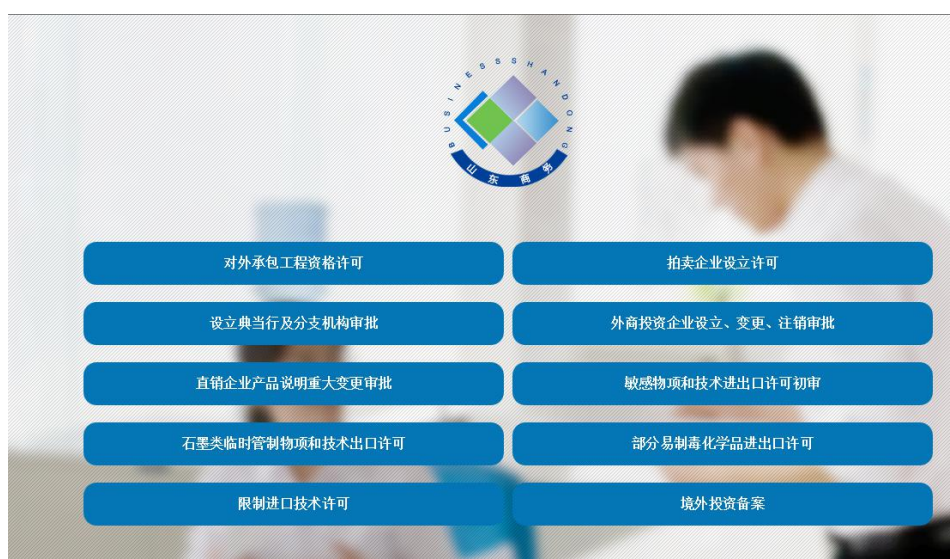 BUSINESSSHANDONG
山东商务
对外承包工程资格许可
拍卖企业设立许可
设立典当行及分支机构审批
外商投资企业设立、变更、注销审批
直销企业产品说明重大变更审批
敏感物项和技术进出口许可初审
石墨类临时管制物项和技术出口许可
部分易制毒化学品进出口许可
限制进口技术许可
境外投资备案